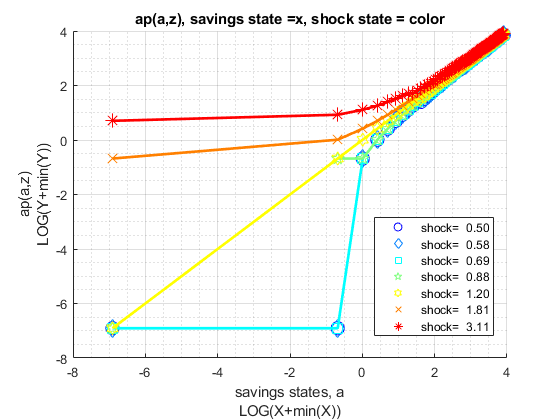 ap(a,z), savings state =x, shock state = color
4
2
0
-2
-4
-6
-8
ap(a,z)
LOG(Y+min(Y))
shock= 0.50
shock= 0.58
shock= 0.69
shock= 0.88
shock= 1.20
shock= 1.81
shock= 3.11
-8 -6 -4 -2 0 2 4
savings states, a
LOG(X+min(X))